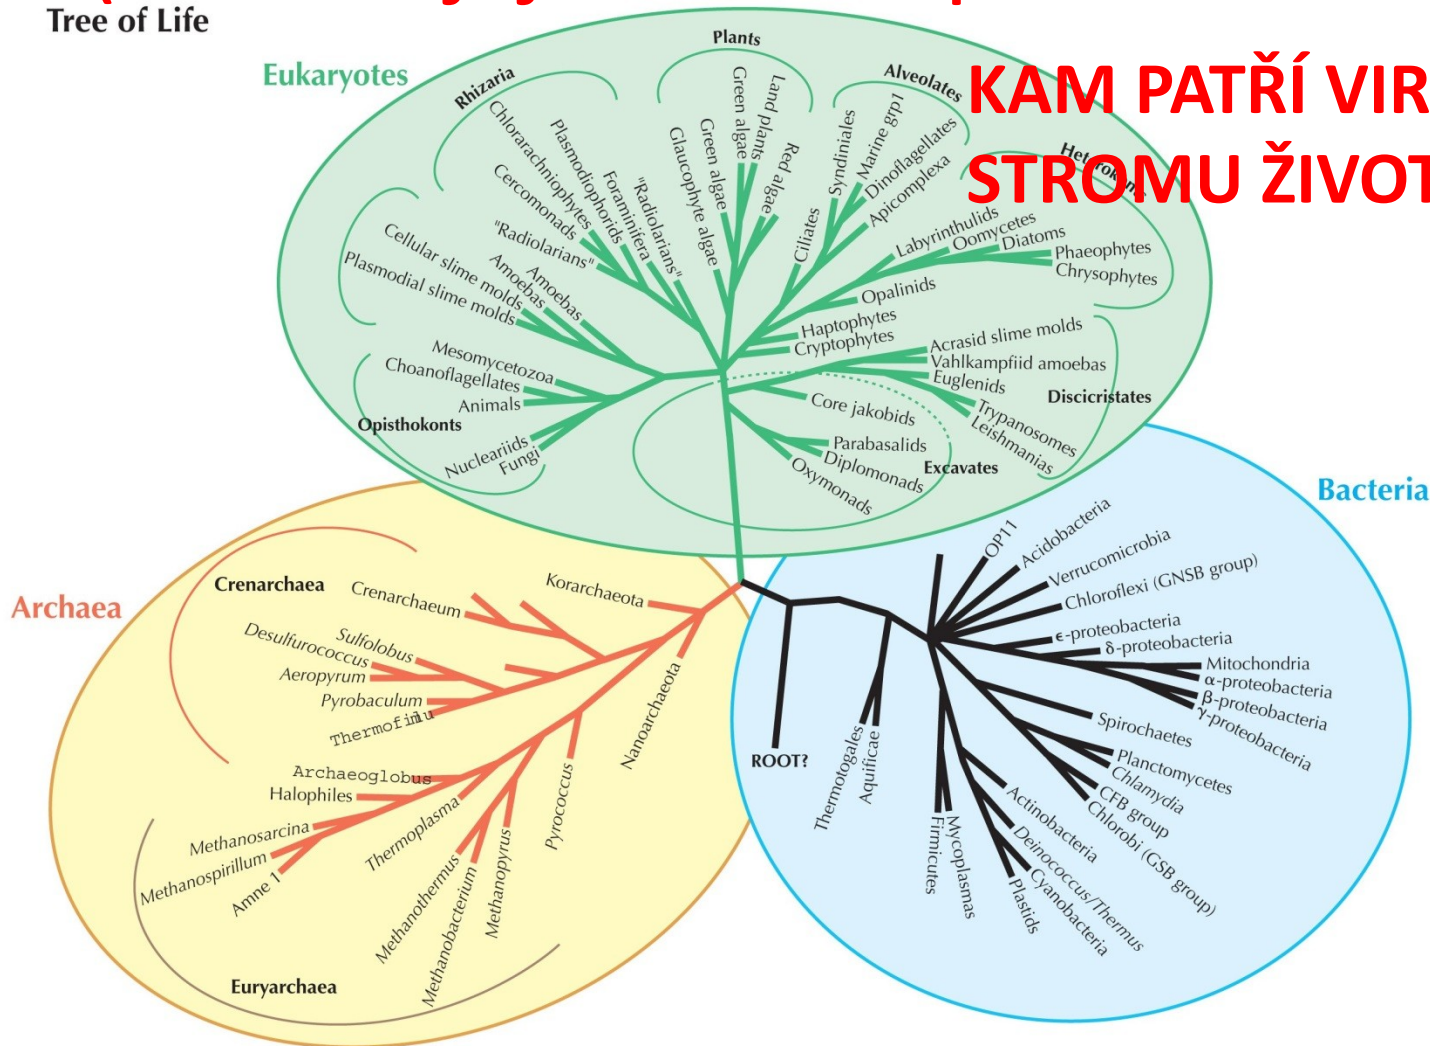 Tree of Life
KAM PATŘÍ VIR
STROMU ŽIVOT
Eukaryotes
Plants
Rhizaria
Alveolates
Heterokonts
Chlorarachniophytes
Plasmodiophorids
Cercomonads
Foraminifera
"Radiolarians"
"Radiolarians"
Glaucophyte algae
Green algae
Green algae
Land plants
Red algae
Ciliates
Syndiniales
Marine grp1
Dinoflagellates
Apicomplexa
Labyrinthulids
Oomycetes
Diatoms
Phaeophytes
Chrysophytes
Opalinids
Haptophytes
Cryptophytes
Cellular slime molds
Plasmodial slime molds
Amoebas
Amoebas
Mesomycetozoa
Choanoflagellates
Animals
Opisthokonts
Nucleariids
Fungi
Acrasid slime molds
Vahlkampfiid amoebas
Euglenids
Trypanosomes
Leishmanias
Discicristates
Core jakobids
Parabasalids
Diplomonads
Oxymonads
Excavates
Bacteria
OP11
Acidobacteria
Verrucomicrobia
Chloroflexi (GNSB group)
ϵ-proteobacteria
δ-proteobacteria
Mitochondria
α-proteobacteria
β-proteobacteria
γ-proteobacteria
Spirochaetes
Planctomycetes
Chlamydia
CFB group
Chlorobi (GSB group)
Actinobacteria
Deinococcus/Thermus
Cyanobacteria
Plastids
Mycoplasmas
Firmicutes
Aquificae
Thermotogales
ROOT?
Archaea
Crenarchaea
Crenarchaeum
Korarchaeota
Desulfurococcus
Sulfolobus
Aeropyrum
Pyrobaculum
Nanoarchaeota
Archaeoglobus
Halophiles
Methanosarcina
Methanospirillum
Amne 1
Thermoplasma
Methanothermus
Methanobacterium
Methanopyrus
Pyrococcus
Euryarchaea